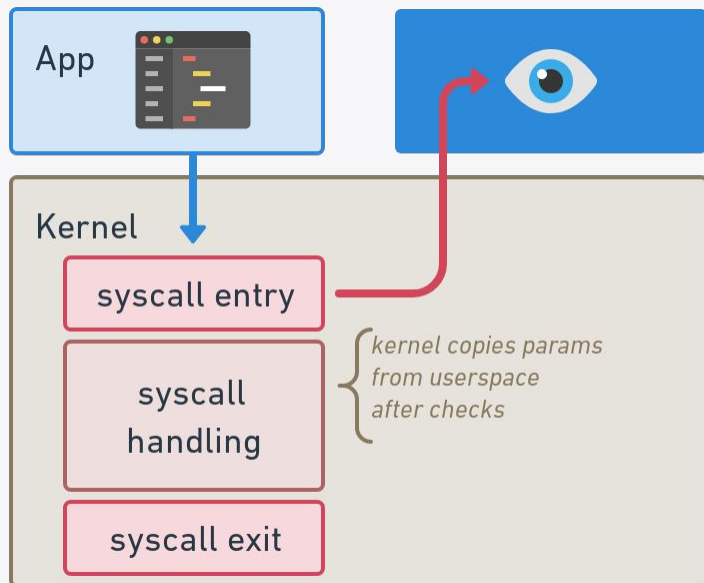 App
Kernel
syscall entry
kernel copies params
from userspace
after checks
syscall
handling
syscall exit